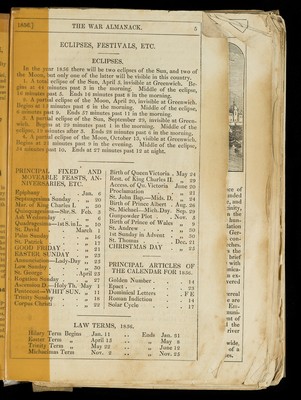 1856.] THE WAR ALMANACK. 5
ECLIPSES, FESTIVALS, ETC.
ECLIPSES.
In the year 1856 there will be two eclipses of the Sun, and two of
the Moon, but only one of the latter will be visible in this country.
1. A total eclipse of the Sun, April 5, invisible at Greenwich. Be-
gins at minutes past 3 in the morning. Middle of the eclipse,
minutes past 5. Ends 14 minutes past 8 in the morning.
2. A partial eclipse of the Moon, April 20, invisible at Greenwich.
Begins at minutes past 6 in the morning. Middle of the eclipse,
minutes past Ends 57 minutes past 11 in the morning.
3. A partial eclipse of the Sun, September 29, invisible at Green-
wich. Begins at 29 minutes past 1 in the morning. Middle of the
eclipse, minutes after 3. Ends 28 minutes past 6 in the morning.
4. A partial eclipse of the Moon, October 13, visible at Greenwich.
Begins at 21 minutes past 9 in the evening. Middle of the eclipse,
minutes past 10. Ends at 27 minutes past 12 at night.
PRINCIPAL FIXED AND
MOVEABLE FEASTS, AN-
NIVERSARIES, ETC.
Epiphany Jan. 6
Septuagesima Sunday „ 20
Mart. of King Charles I. „ 30
Quinquagesima—Shr. S. Feb. 3
Ash Wednesday „ 6
Quadragesima—1st S. in L. „ 10
St. David March 1
Palm Sunday „ 16
St. Patrick „ 17
GOOD FRIDAY „ 21
EASTER SUNDAY „ 23
Annunciation—Lady-Day „ 25
Low Sunday „ 30
St. George April 23
Rogation Sunday „ 27
Ascension D.—Holy Th. May 1
Pentecost—WHIT SUN. „ 11
Trinity Sunday „ 18
Corpus Christi „ 22
Birth of Queen Victoria . May 24
Rest. of King Charles II. „ 29
Access. of Qu. Victoria June 20
Proclamation „ 21
St. John Bap.—Mids. D. „ 24
Birth of Prince Albert . Aug. 26
St. Michael—Mich. Day Sep. 29
Gunpowder Plot Nov. 5
Birth of Prince of Wales „ 9
St. Andrew „ 30
1st Sunday in Advent „ 30
St. Thomas Dec. 21
CHRISTMAS DAY „ 25
PRINCIPAL ARTICLES OF
THE CALENDAR FOR 1856.
Golden Number 14
Epact 23
Dominical Letters FE
Roman Indiction 14
Solar Cycle 17
LAW TERMS, 1856.
Hilary Term Begins Jan. 11 Ends Jan. 31
Easter Term „ April 15 „ May 8
Trinity Term „ May 22 „ June 12
Michaelmas Term Nov. 2 „ Nov. 25